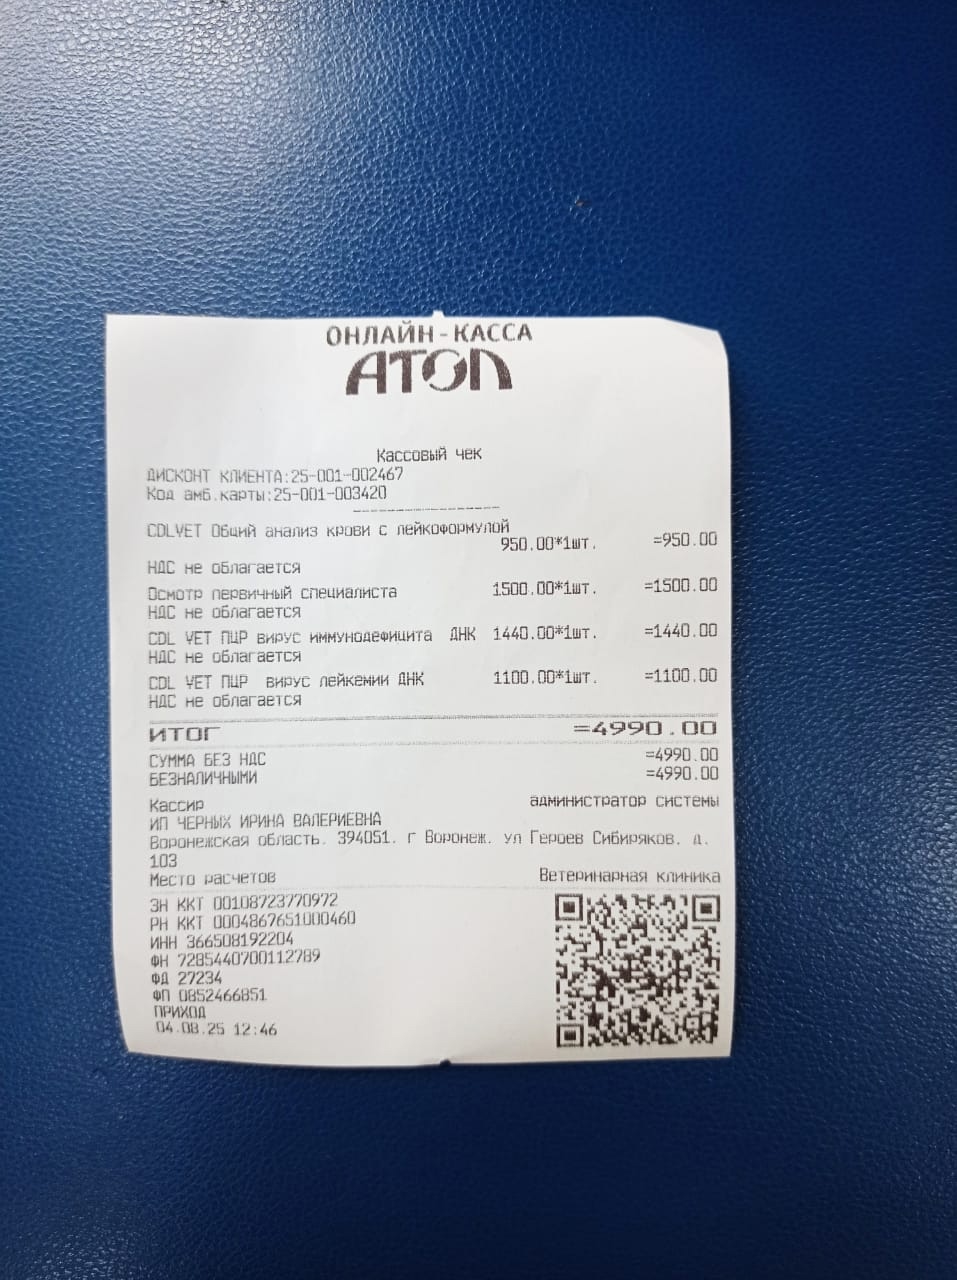 ОНЛАЙН-КАССА
АТОЛ
Кассовый чек
ДИСКОНТ КЛИЕНТА:25-001-002467
Код амб.карты:25-001-003420
CDLVET Общий анализ крови с лейкоформулой
950.00*1шт. =950.00
НДС не облагается
Осмотр первичный специалиста 1500.00*1шт. =1500.00
НДС не облагается
CDL VET ПЦР вирус иммунодефицита ДНК 1440.00*1шт. =1440.00
НДС не облагается
CDL VET ПЦР вирус лейкемии ДНК 1100.00*1шт. =1100.00
НДС не облагается
ИТОГ =4990.00
СУММА БЕЗ НДС =4990.00
БЕЗНАЛИЧНЫМИ =4990.00
Кассир администратор системы
ИП ЧЕРНЫХ ИРИНА ВАЛЕРИЕВНА
Воронежская область, 394051, г Воронеж, ул Героев Сибиряков, д.
103
Место расчетов Ветеринарная клиника
ЗН ККТ 00108723770972
РН ККТ 0004867651000460
ИНН 366508192204
ФН 7285440700112789
ФД 27234
ФП 0852466851
ПРИХОД
04.08.25 12:46